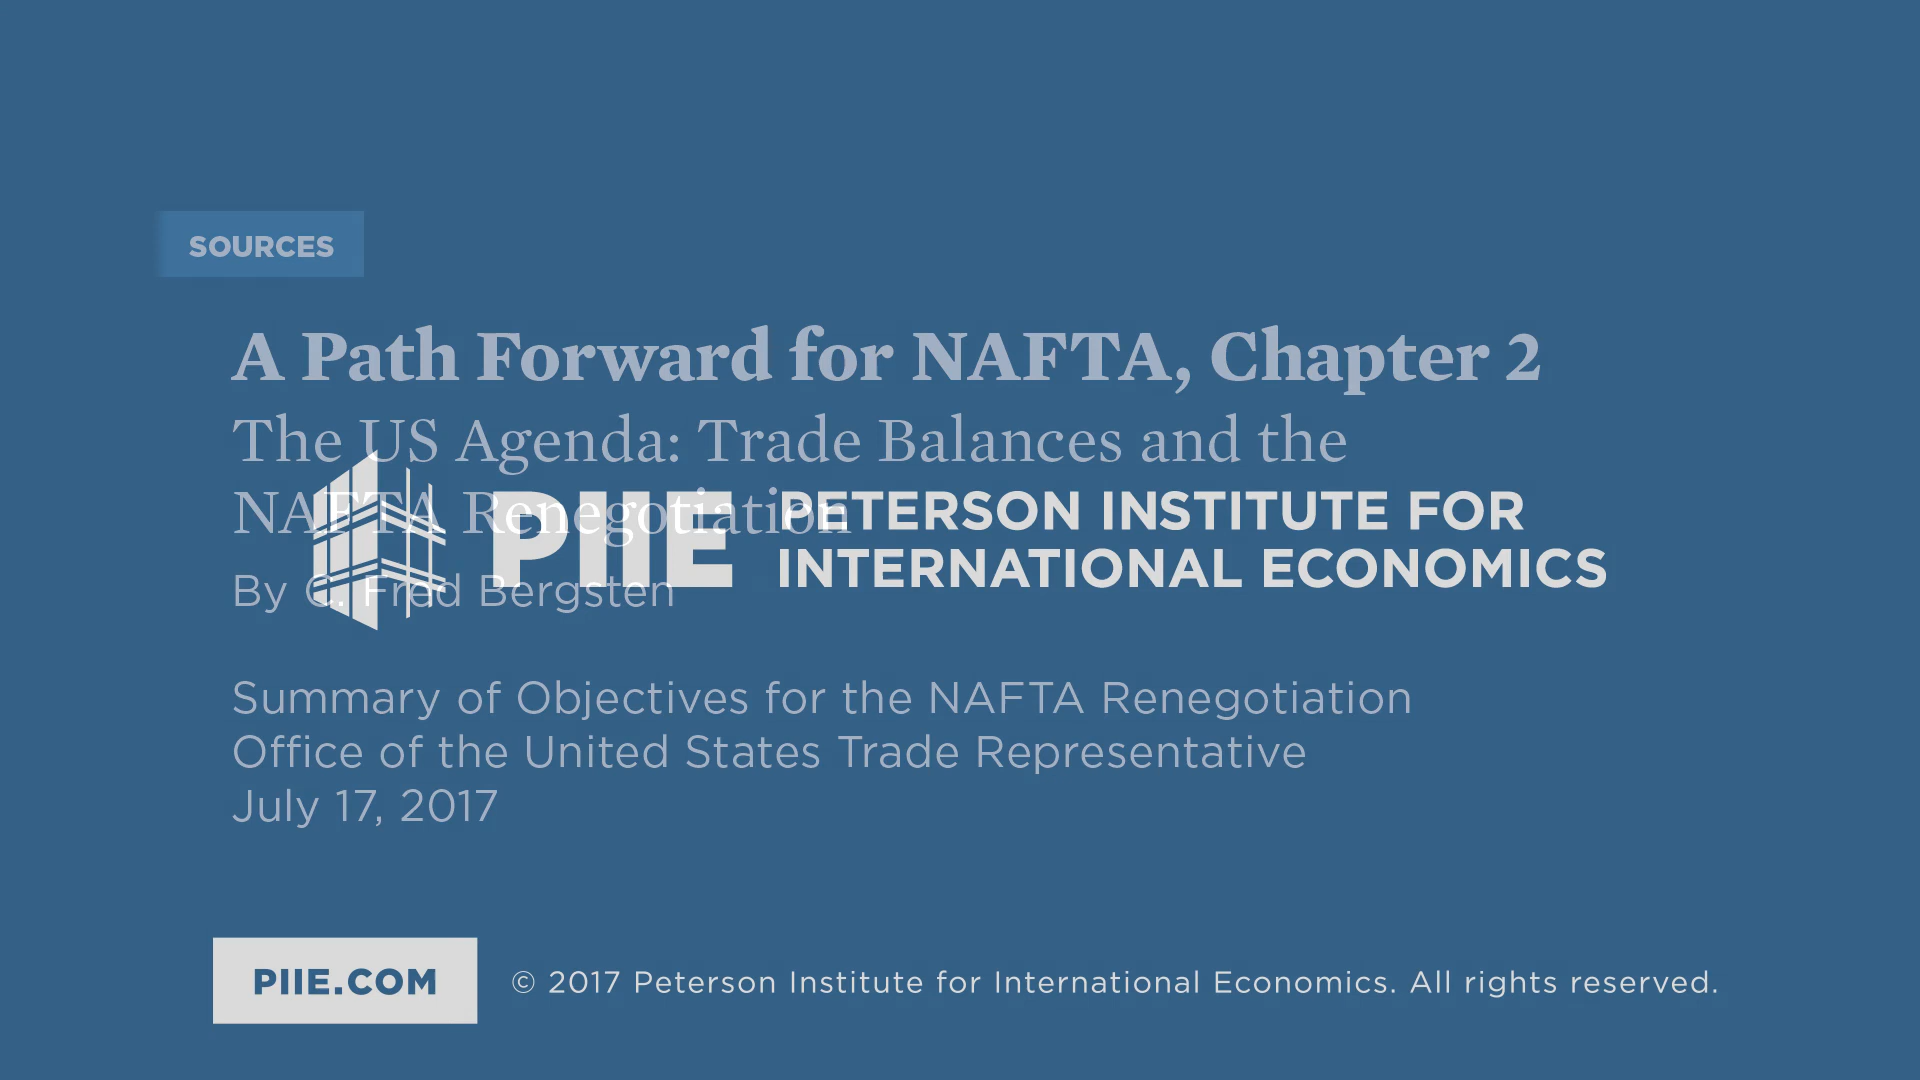 SOURCES
A Path Forward for NAFTA, Chapter 2
The US Agenda: Trade Balances and the
NAFTA Renegotiation
By C. Fred Bergsten
PIIE
PETERSON INSTITUTE FOR
INTERNATIONAL ECONOMICS
Summary of Objectives for the NAFTA Renegotiation
Office of the United States Trade Representative
July 17, 2017
PIIE.COM
© 2017 Peterson Institute for International Economics. All rights reserved.